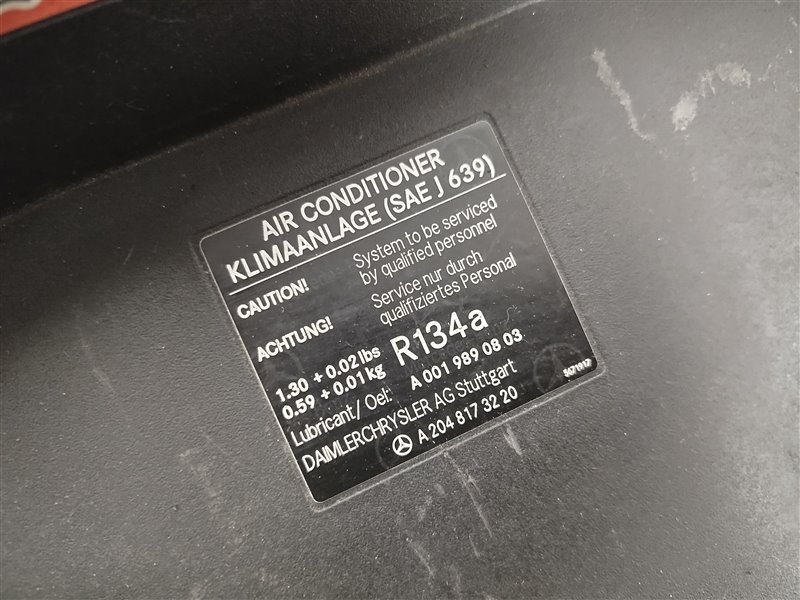 AIR CONDITIONER
KLIMAANLAGE (SAE J 639)
CAUTION! System to be serviced
by qualified personnel
ACHTUNG! Service nur durch
qualifiziertes Personal
1.30 + 0.02 lbs
0.59 + 0.01 kg R134a
Lubricant/ Oel: A 001 989 08 03
DAIMLERCHRYSLER AG Stuttgart
A 204 817 32 20